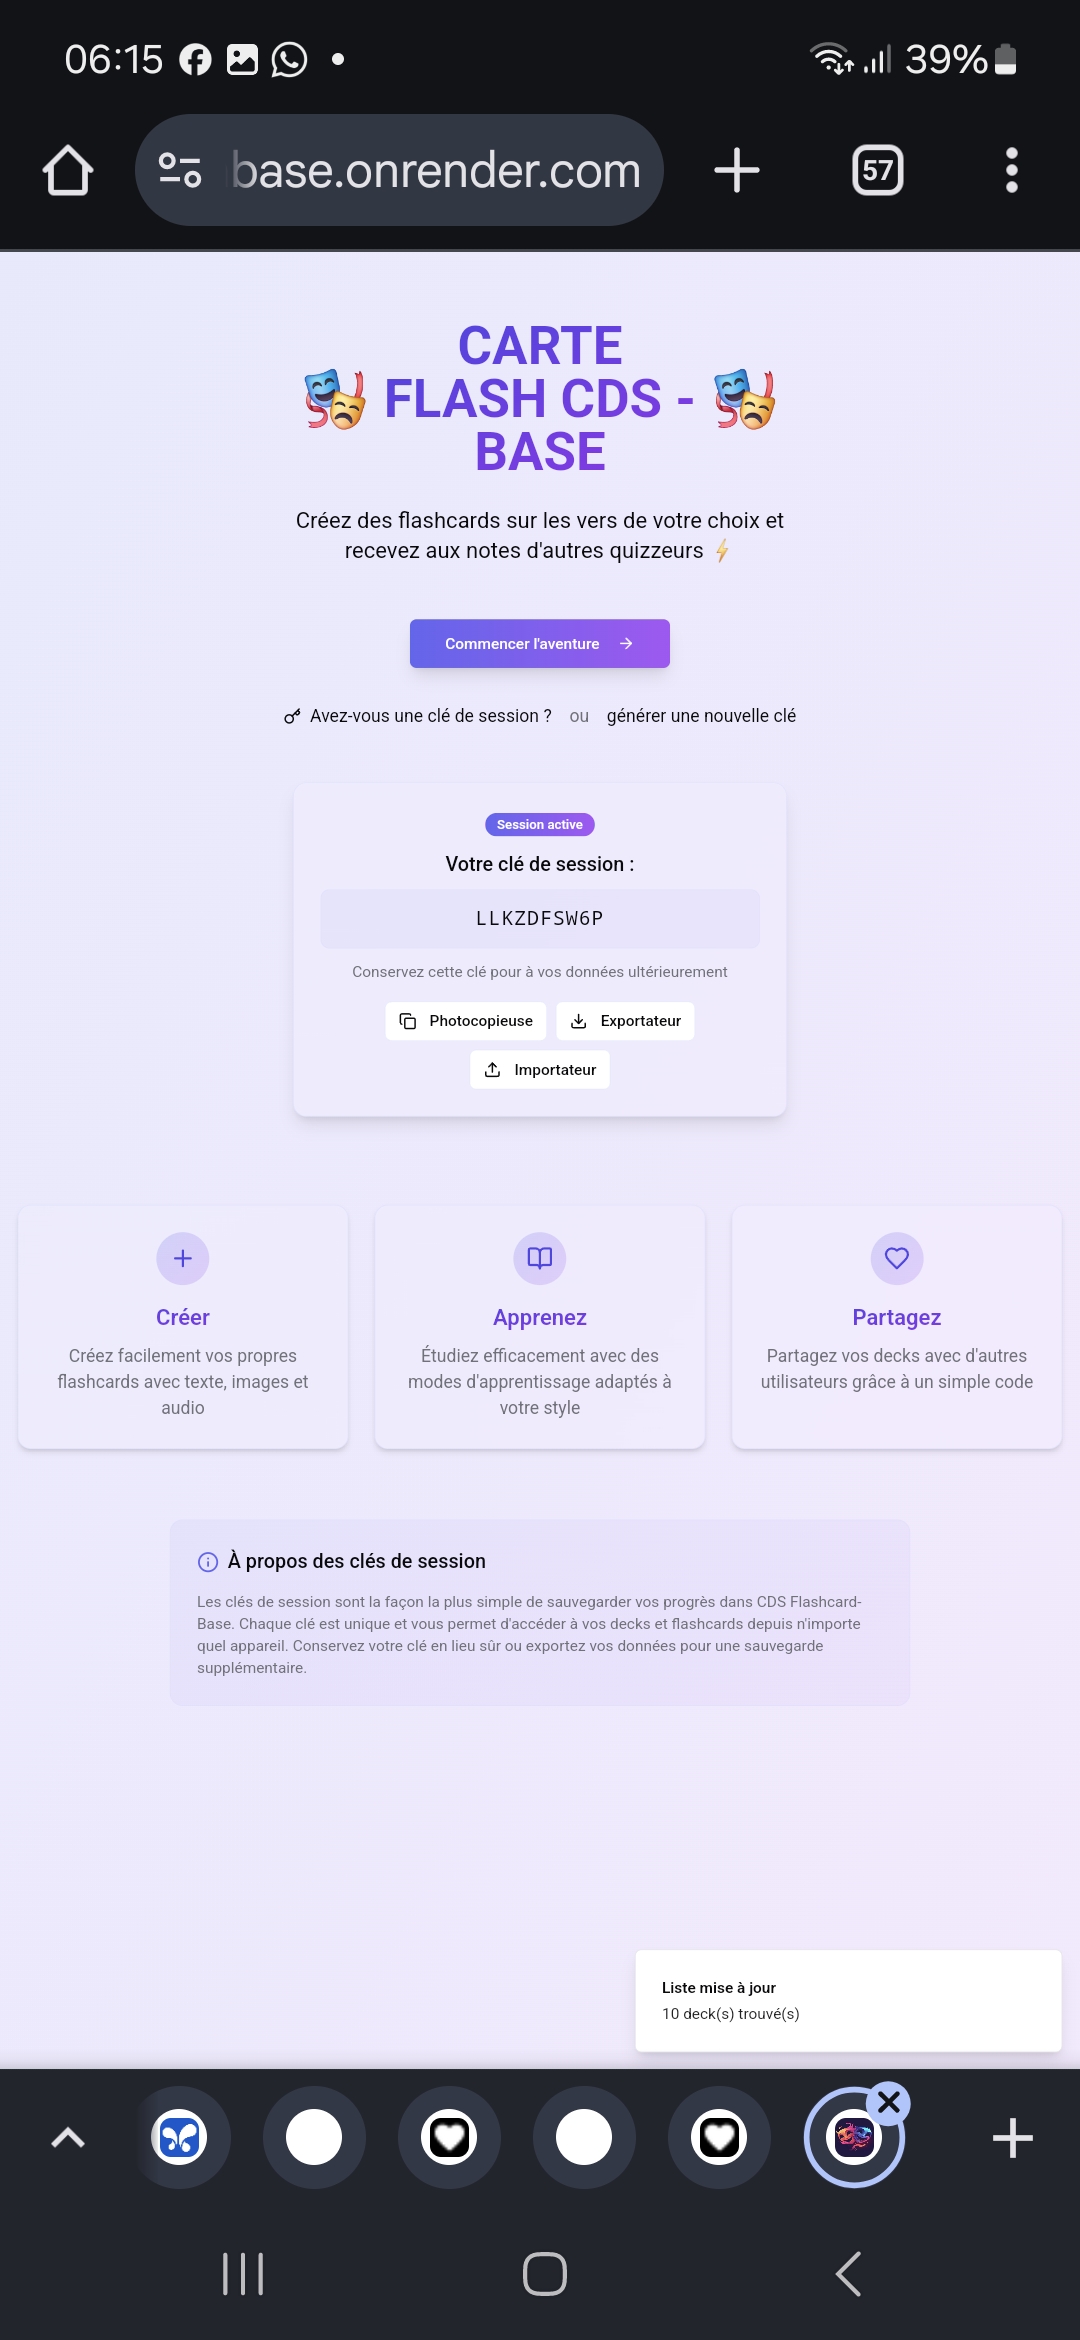 06:15
39%
base.onrender.com
57
CARTE
FLASH CDS -
BASE
Créez des flashcards sur les vers de votre choix et
recevez aux notes d'autres quizzeurs ⚡
Commencer l'aventure
Avez-vous une clé de session ? ou générer une nouvelle clé
Session active
Votre clé de session :
LLKZDFSW6P
Conservez cette clé pour à vos données ultérieurement
Photocopieuse
Exportateur
Importateur
Créer
Créez facilement vos propres
flashcards avec texte, images et
audio
Apprenez
Étudiez efficacement avec des
modes d'apprentissage adaptés à
votre style
Partagez
Partagez vos decks avec d'autres
utilisateurs grâce à un simple code
À propos des clés de session
Les clés de session sont la façon la plus simple de sauvegarder vos progrès dans CDS Flashcard-
Base. Chaque clé est unique et vous permet d'accéder à vos decks et flashcards depuis n'importe
quel appareil. Conservez votre clé en lieu sûr ou exportez vos données pour une sauvegarde
supplémentaire.
Liste mise à jour
10 deck(s) trouvé(s)